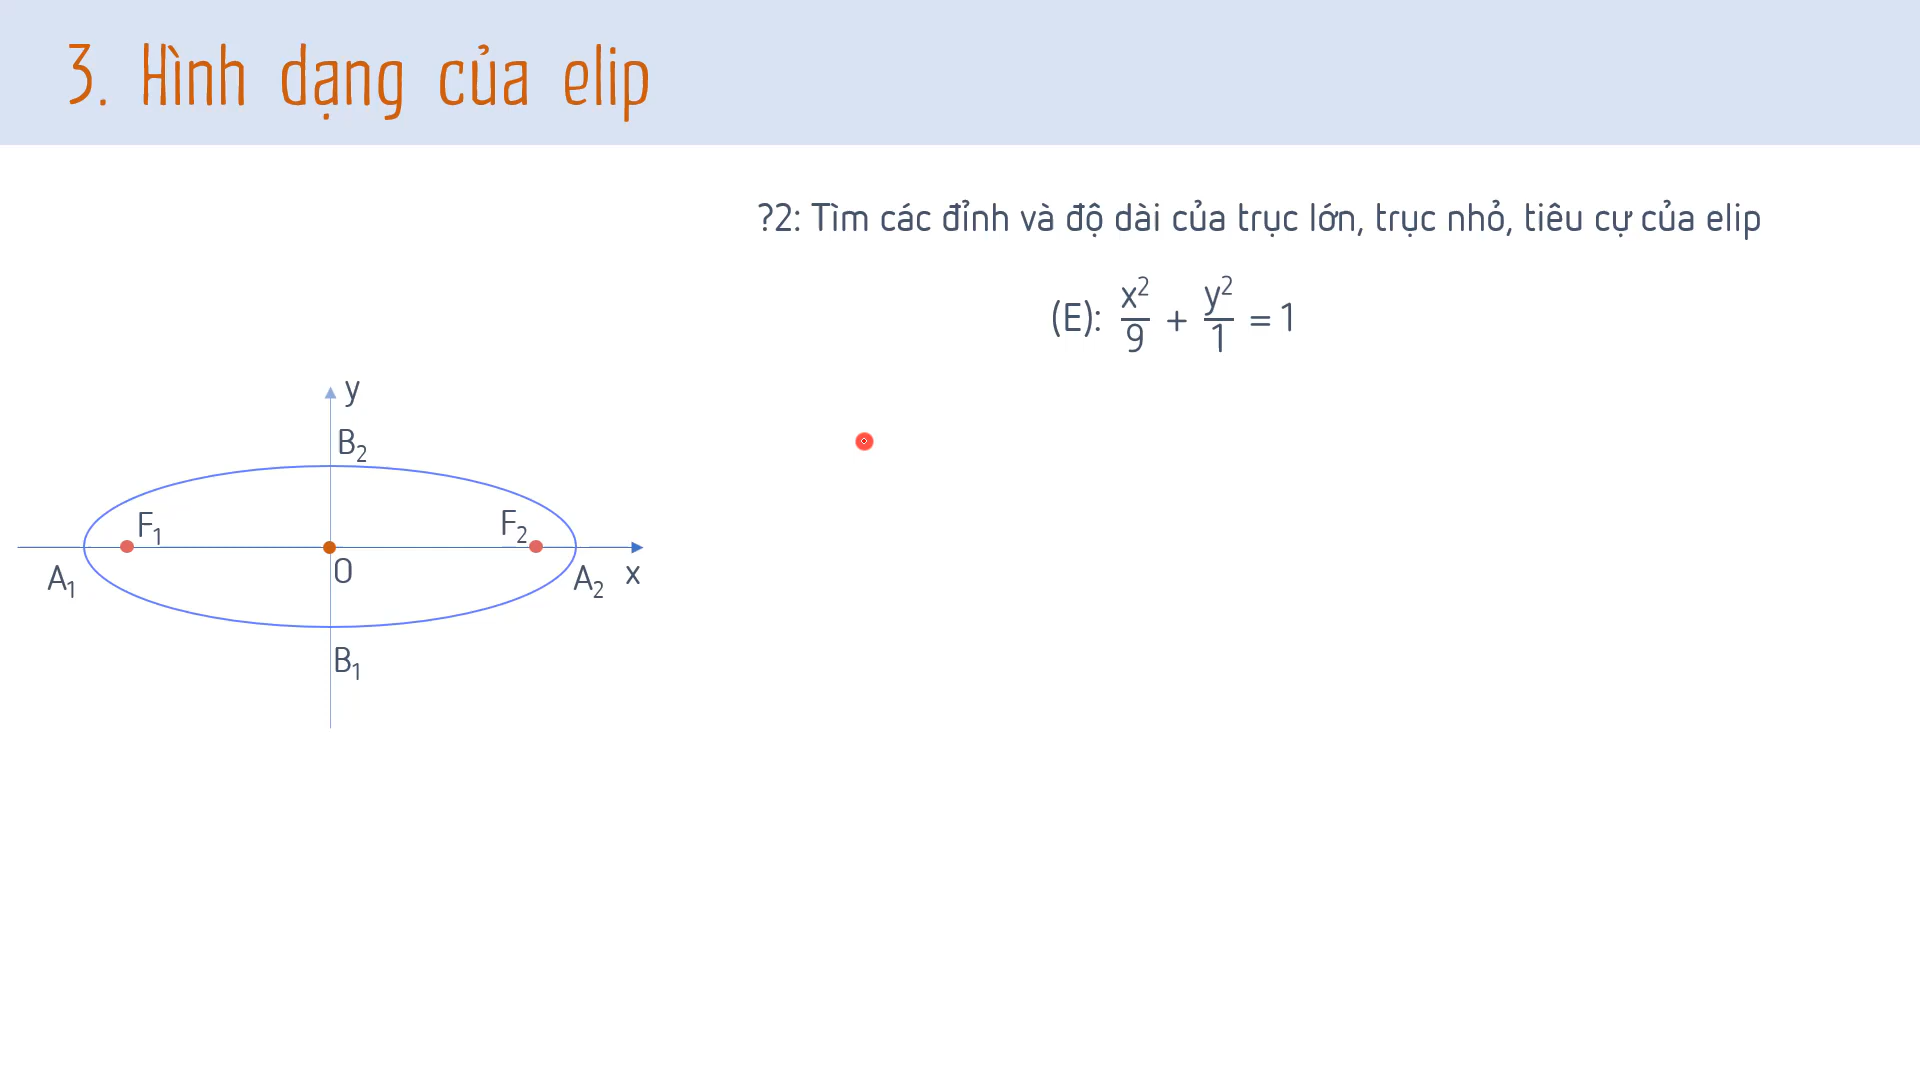 3. Hình dạng của elip
?2: Tìm các đỉnh và độ dài của trục lớn, trục nhỏ, tiêu cự của elip
(E): x²/9 + y²/1 = 1
y
B₂
F₁
F₂
A₁
O
A₂
x
B₁